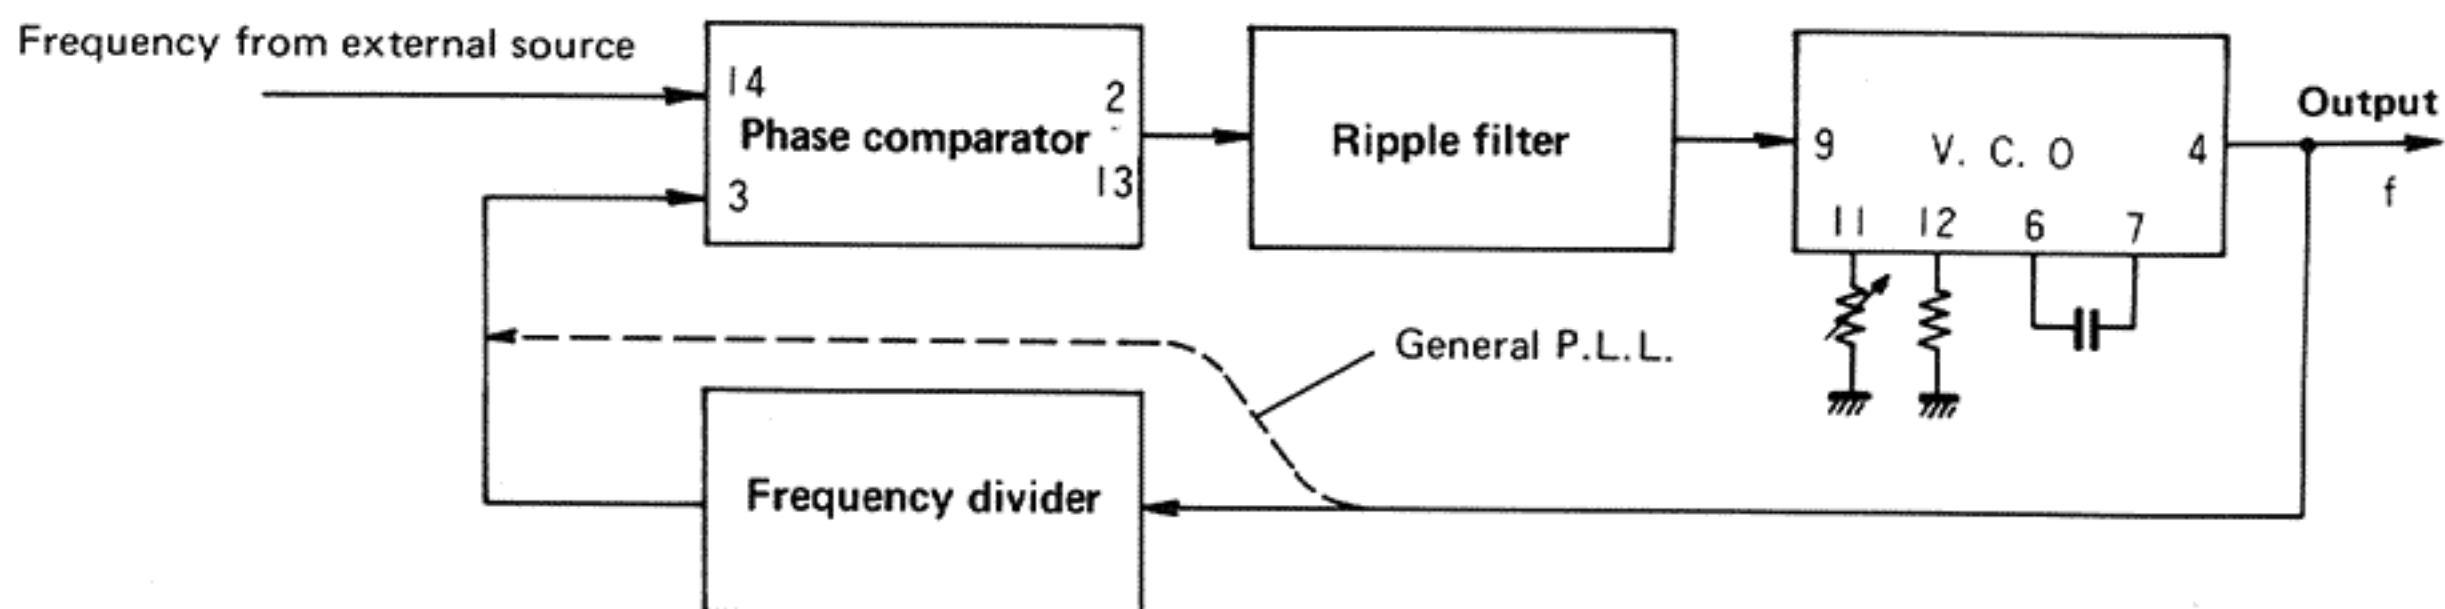 Frequency from external source
14
Phase comparator
2
13
3
Ripple filter
9
V. C. O
4
11 12 6 7
Output
f
General P.L.L.
Frequency divider